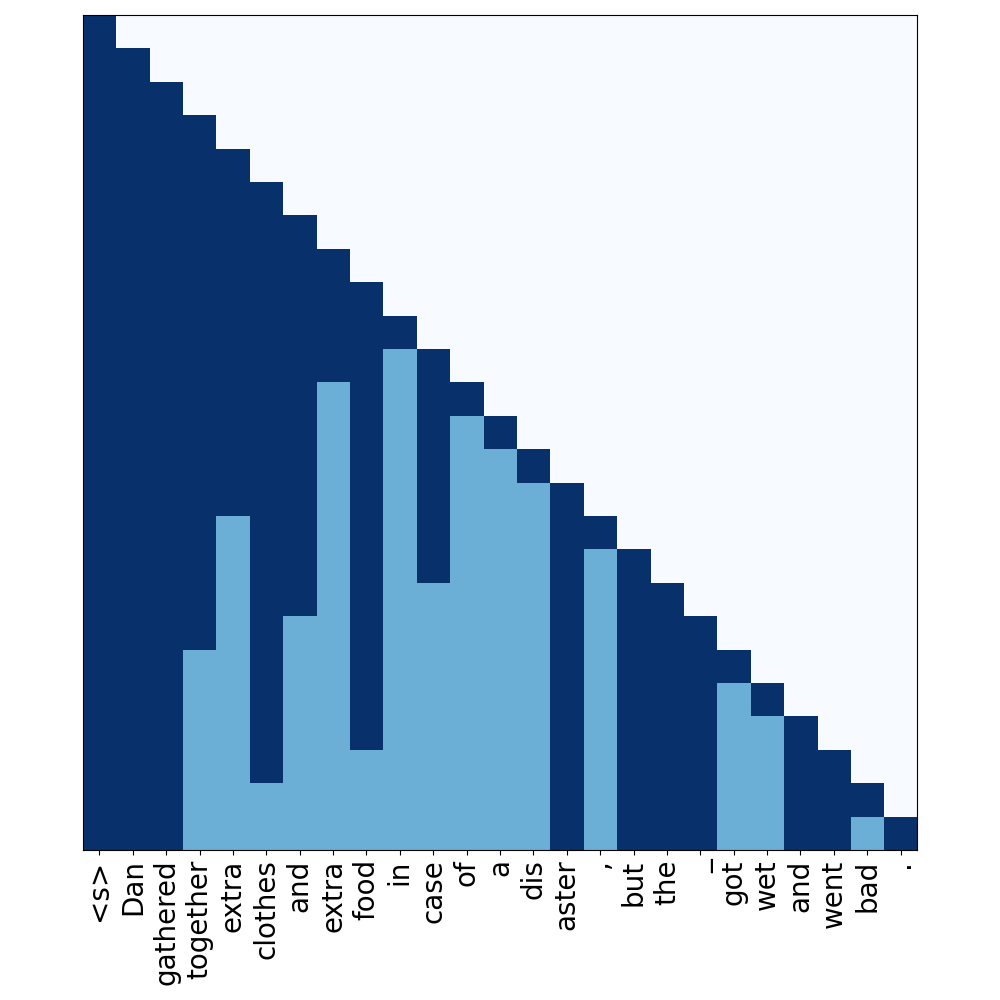 <s> Dan gathered together extra clothes and extra food in case of a dis aster , but the _ got wet and went bad .